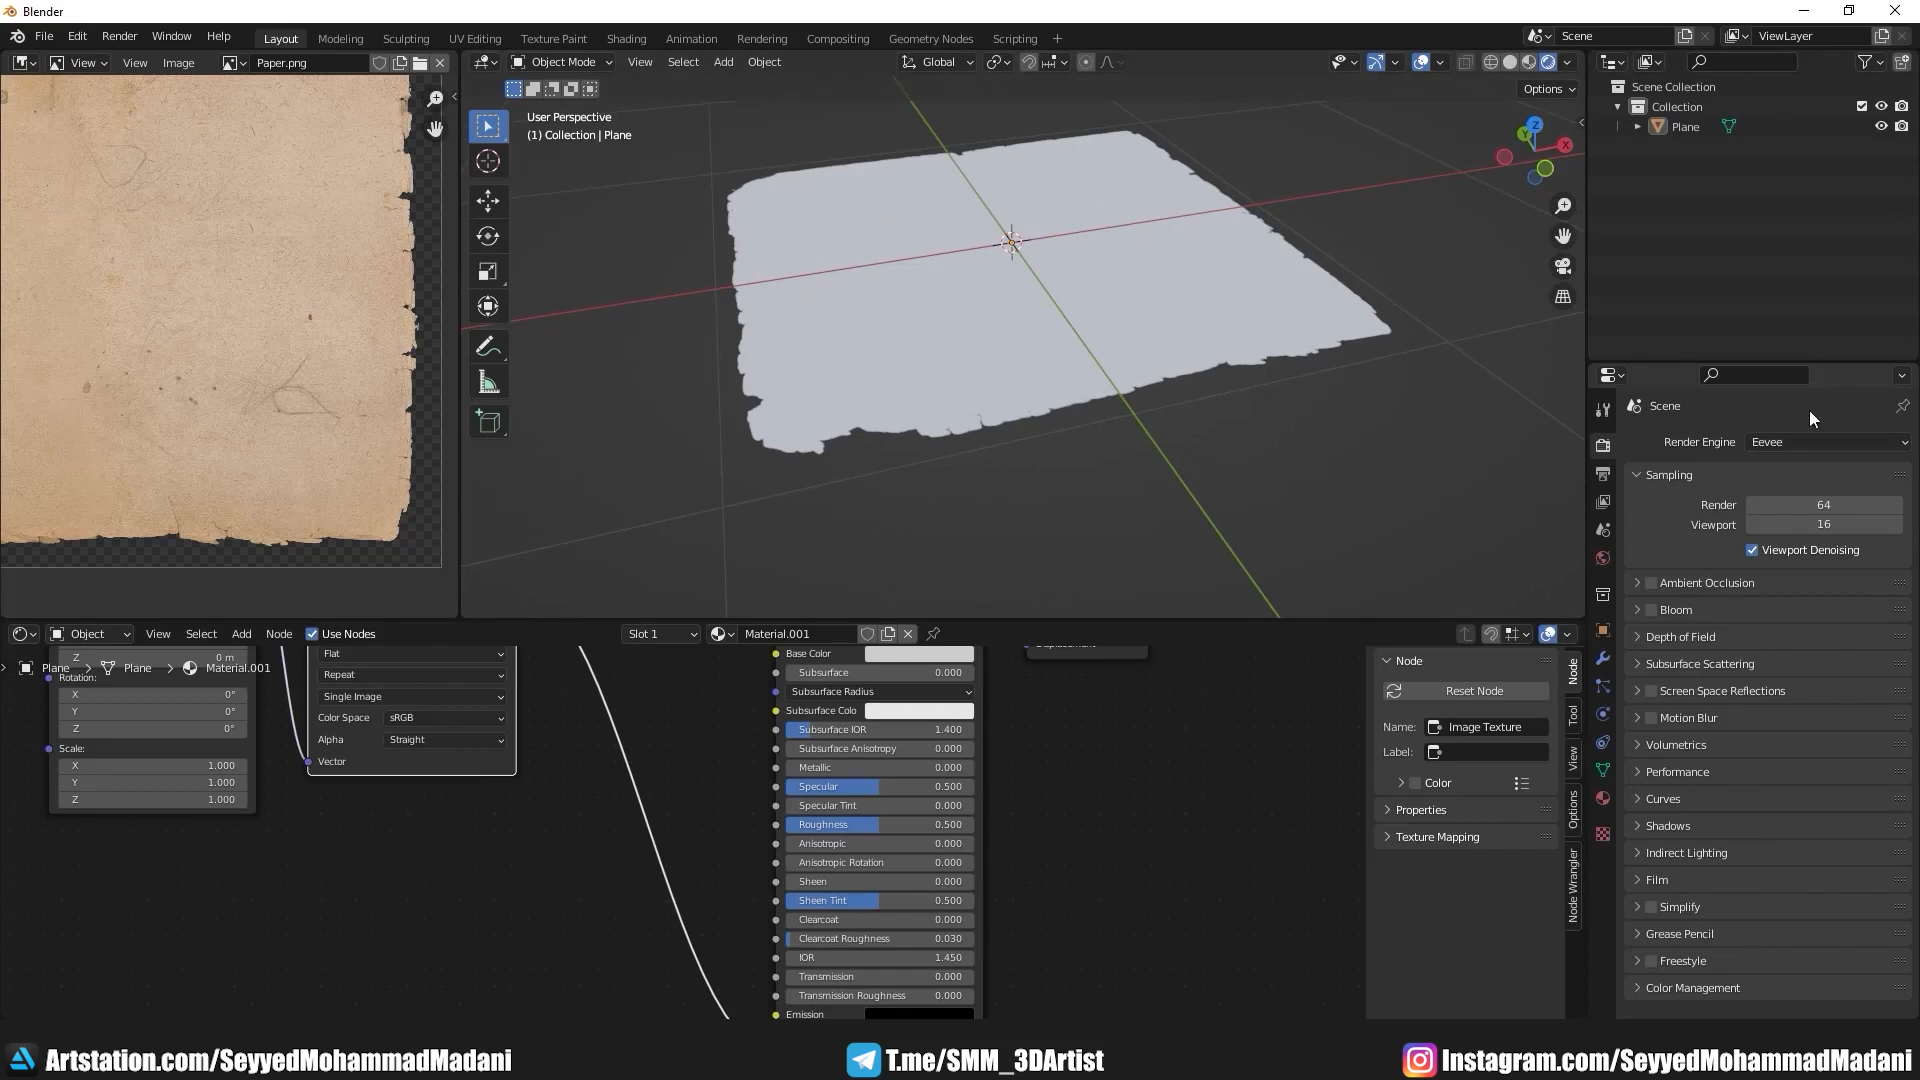 Blender
File Edit Render Window Help
Layout Modeling Sculpting UV Editing Texture Paint Shading Animation Rendering Compositing Geometry Nodes Scripting
Scene
ViewLayer
View View Image
Paper.png
Object Mode View Select Add Object
Global
Options
User Perspective
(1) Collection | Plane
Z
Y
X
Scene Collection
Collection
Plane
Scene
Render Engine Eevee
Sampling
Render 64
Viewport 16
Viewport Denoising
Ambient Occlusion
Bloom
Depth of Field
Subsurface Scattering
Screen Space Reflections
Motion Blur
Volumetrics
Performance
Curves
Shadows
Indirect Lighting
Film
Simplify
Grease Pencil
Freestyle
Color Management
Object View Select Add Node Use Nodes
Slot 1
Material.001
Z 0 m
Plane Plane Material.001
Rotation:
X 0°
Y 0°
Z 0°
Scale:
X 1.000
Y 1.000
Z 1.000
Flat
Repeat
Single Image
Color Space sRGB
Alpha Straight
Vector
Base Color
Subsurface 0.000
Subsurface Radius
Subsurface Colo
Subsurface IOR 1.400
Subsurface Anisotropy 0.000
Metallic 0.000
Specular 0.500
Specular Tint 0.000
Roughness 0.500
Anisotropic 0.000
Anisotropic Rotation 0.000
Sheen 0.000
Sheen Tint 0.500
Clearcoat 0.000
Clearcoat Roughness 0.030
IOR 1.450
Transmission 0.000
Transmission Roughness 0.000
Emission
Node
Reset Node
Name: Image Texture
Label:
Color
Properties
Texture Mapping
Node
Tool
View
Options
Node Wrangler
Artstation.com/SeyyedMohammadMadani
T.me/SMM_3DArtist
Instagram.com/SeyyedMohammadMadani